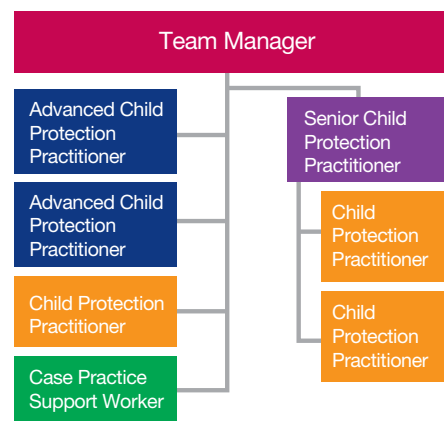 Team Manager
Advanced Child
Protection
Practitioner
Advanced Child
Protection
Practitioner
Child Protection
Practitioner
Case Practice
Support Worker
Senior Child
Protection
Practitioner
Child
Protection
Practitioner
Child
Protection
Practitioner